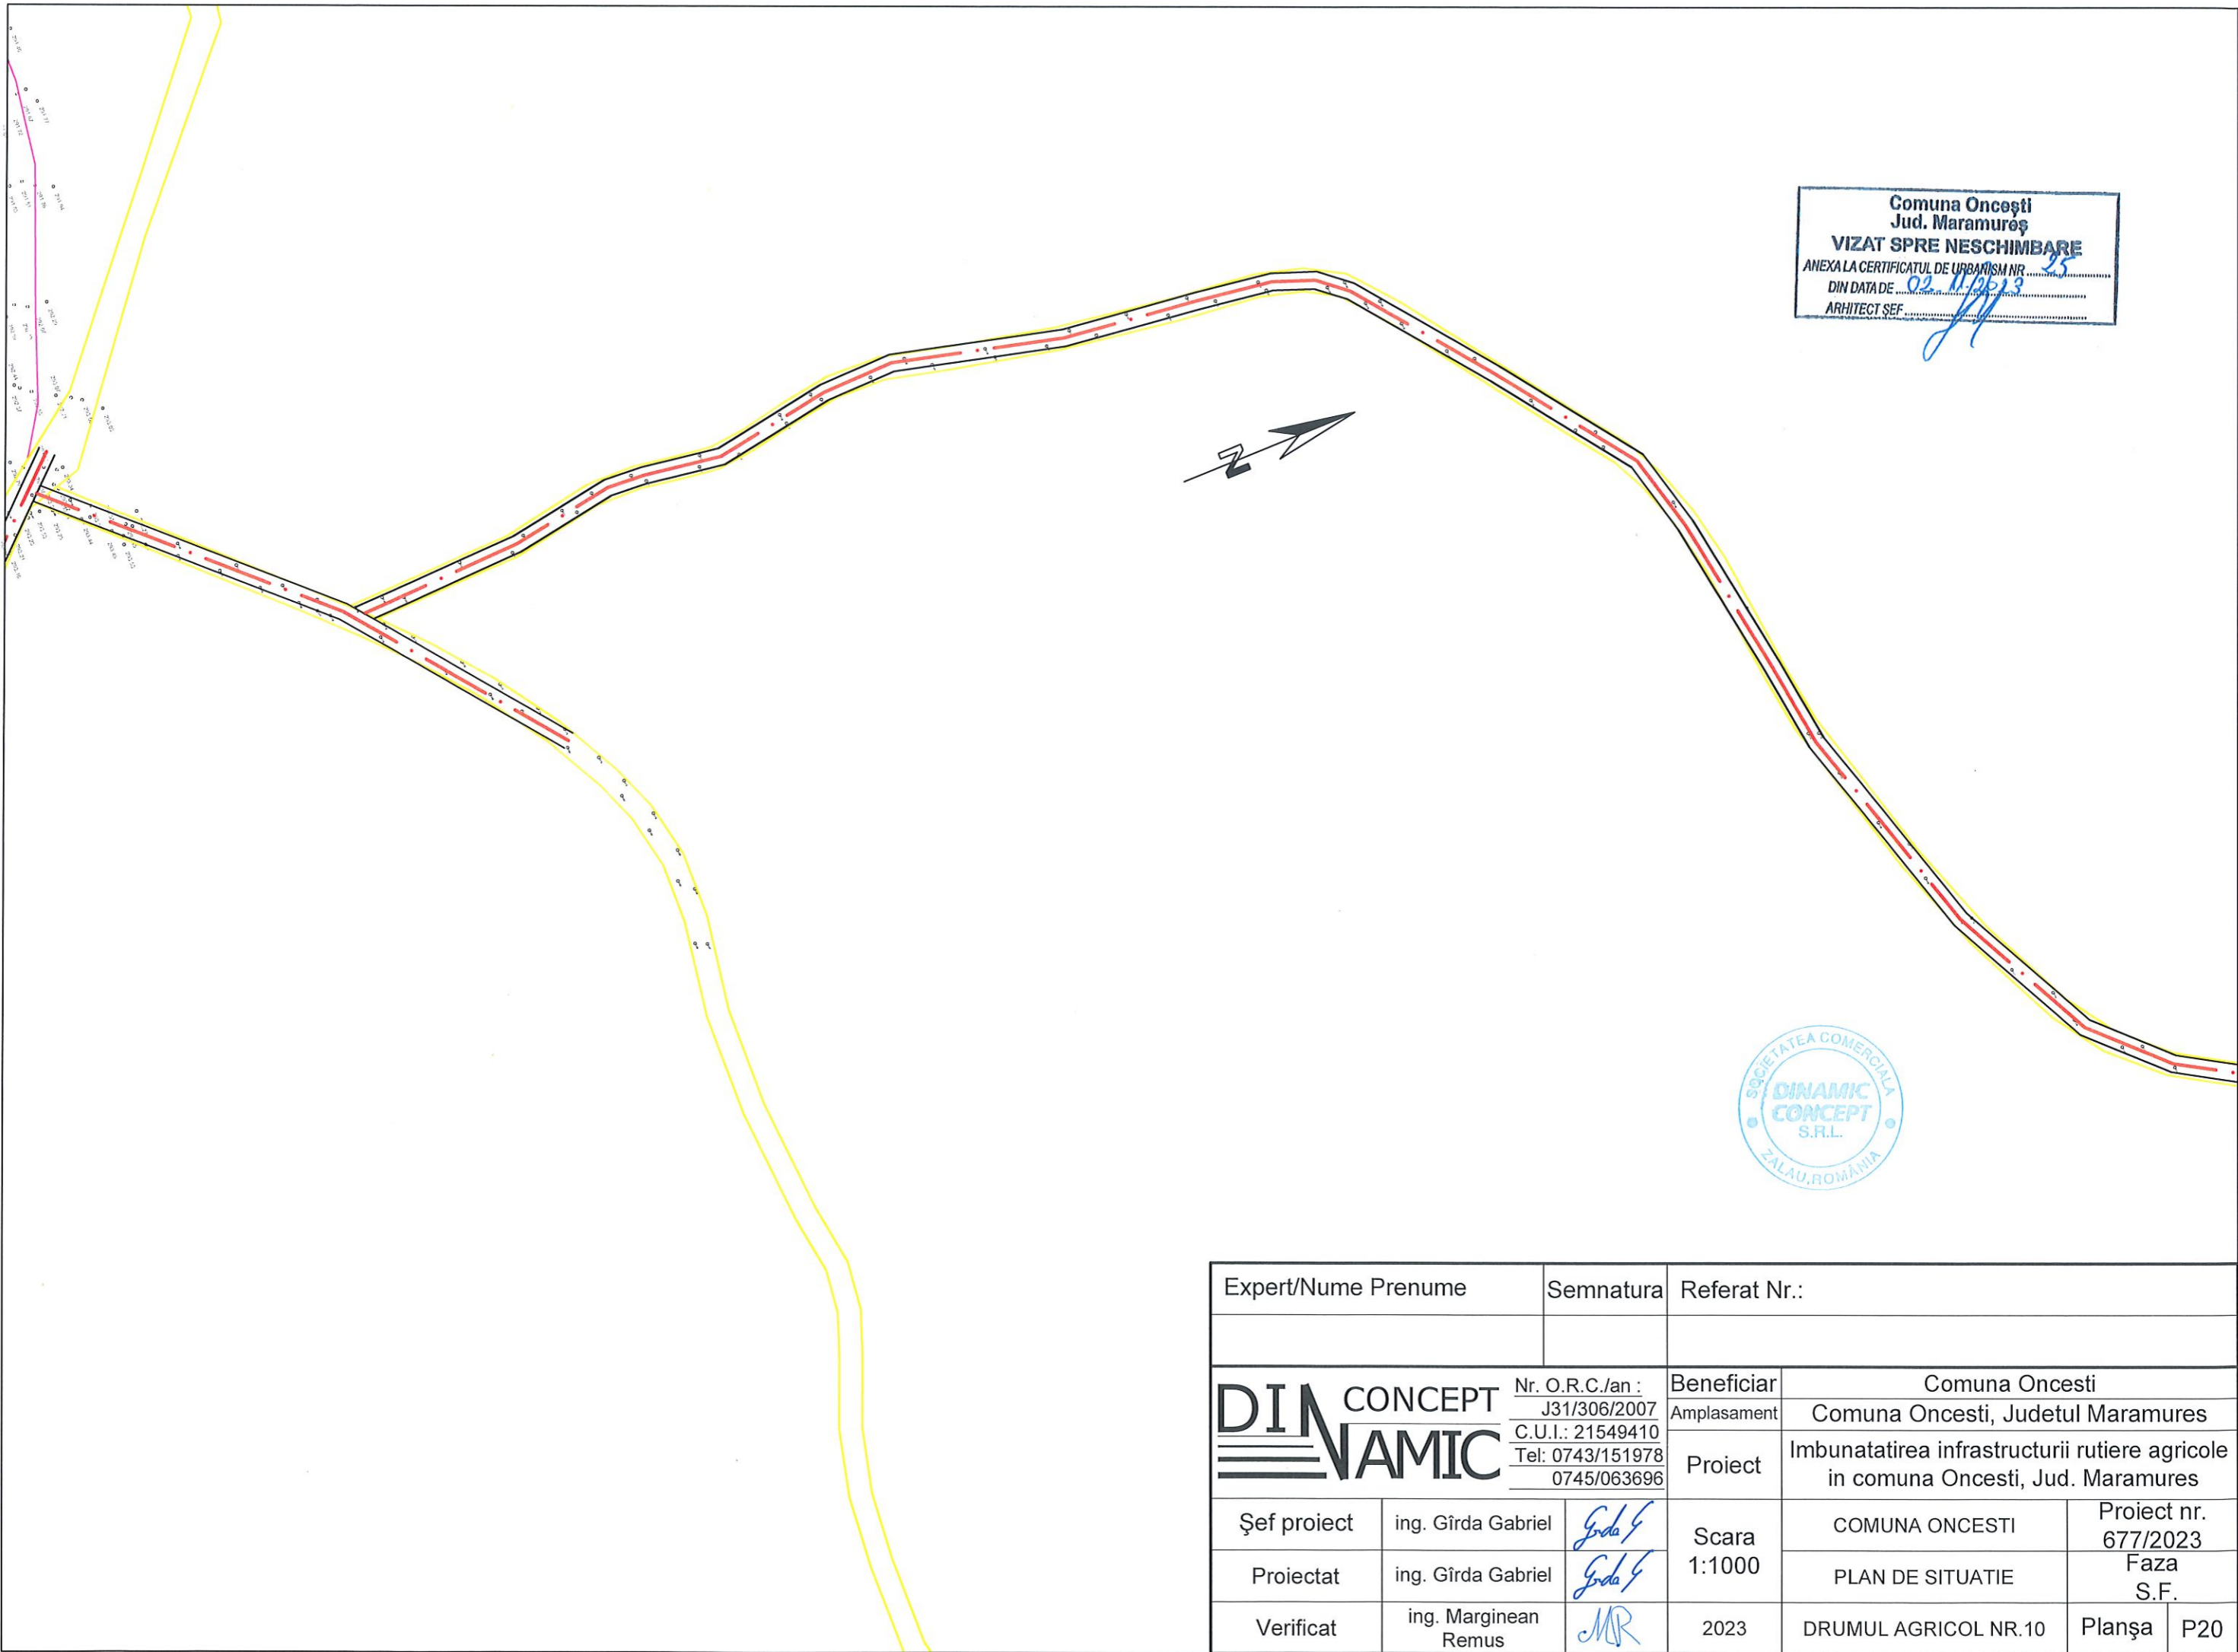 Comuna Oncești
Jud. Maramureș
VIZAT SPRE NESCHIMBARE
ANEXA LA CERTIFICATUL DE URBANISM NR. 25
DIN DATA DE 02.11.2023
ARHITECT ȘEF
N
SOCIETATEA COMERCIALA
DINAMIC
CONCEPT
S.R.L.
ZALAU, ROMÂNIA
Expert/Nume Prenume Semnatura Referat Nr.:
DINAMIC CONCEPT
Nr. O.R.C./an :
J31/306/2007
C.U.I.: 21549410
Tel: 0743/151978
0745/063696
Beneficiar Comuna Oncesti
Amplasament Comuna Oncesti, Judetul Maramures
Proiect Imbunatatirea infrastructurii rutiere agricole
in comuna Oncesti, Jud. Maramures
Şef proiect ing. Gîrda Gabriel
Proiectat ing. Gîrda Gabriel
Verificat ing. Marginean
Remus
Scara
1:1000
2023
COMUNA ONCESTI
Proiect nr.
677/2023
PLAN DE SITUATIE
Faza
S.F.
DRUMUL AGRICOL NR.10 Planşa P20